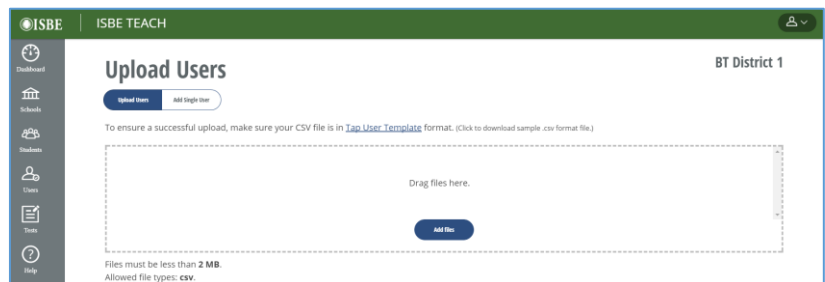 ISBE ISBE TEACH
Dashboard
Schools
Students
Users
Tests
Help
Upload Users
BT District 1
Upload Users Add Single User
To ensure a successful upload, make sure your CSV file is in Tap User Template format. (Click to download sample .csv format file.)
Drag files here.
Add files
Files must be less than 2 MB.
Allowed file types: csv.